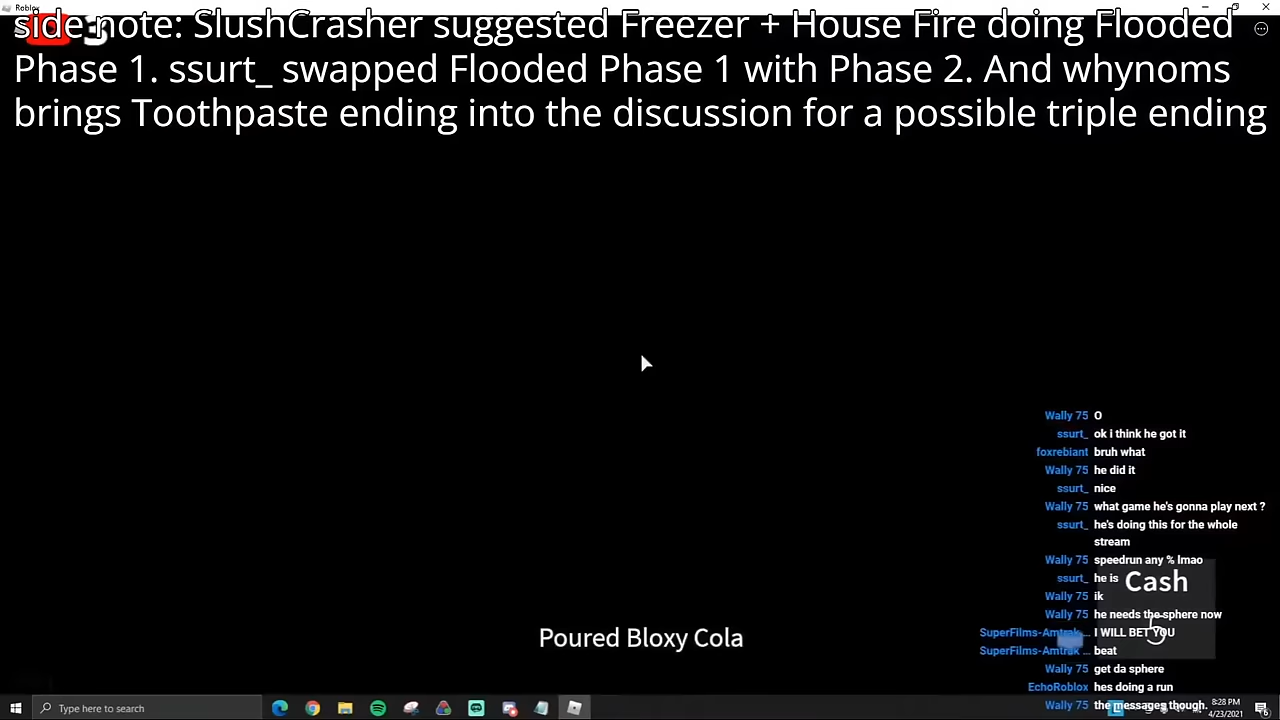 Roblox
side note: SlushCrasher suggested Freezer + House Fire doing Flooded
Phase 1. ssurt_ swapped Flooded Phase 1 with Phase 2. And whynoms
brings Toothpaste ending into the discussion for a possible triple ending
Wally 75 O
ssurt_ ok i think he got it
foxrebiant bruh what
Wally 75 he did it
ssurt_ nice
Wally 75 what game he's gonna play next ?
ssurt_ he's doing this for the whole
stream
Wally 75 speedrun any % lmao
ssurt_ he is
Cash
Wally 75 ik
Wally 75 he needs the sphere now
5
SuperFilms-Amtrak ... I WILL BET YOU
Poured Bloxy Cola
SuperFilms-Amtrak ... beat
Wally 75 get da sphere
EchoRoblox hes doing a run
Wally 75 the messages though.
Type here to search
8:28 PM
4/23/2021